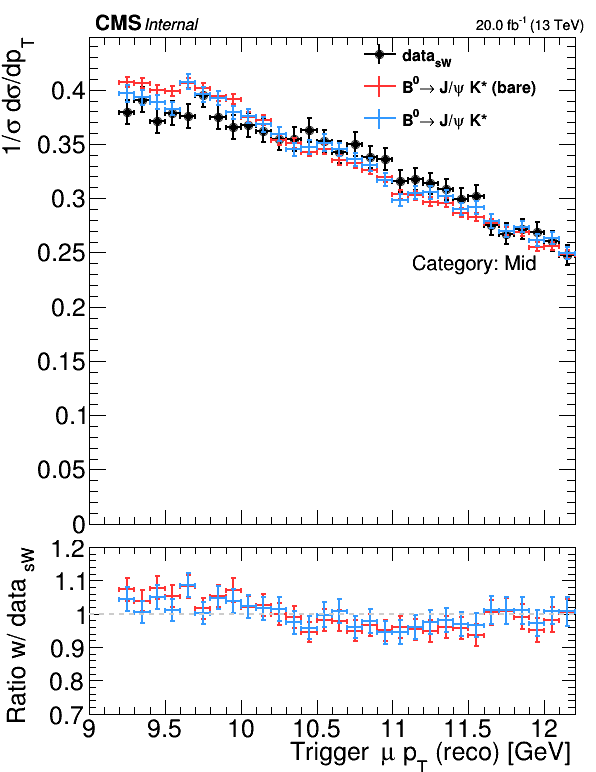 CMS Internal 20.0 fb⁻¹ (13 TeV)
1/σ dσ/dp_T
data_sW
B⁰→ J/ψ K* (bare)
B⁰→ J/ψ K*
0.4
0.35
0.3
0.25
Category: Mid
0.2
0.15
0.1
0.05
0
Ratio w/ data sW
1.2
1.1
1
0.9
0.8
0.7
9 9.5 10 10.5 11 11.5 12
Trigger μ p_T (reco) [GeV]